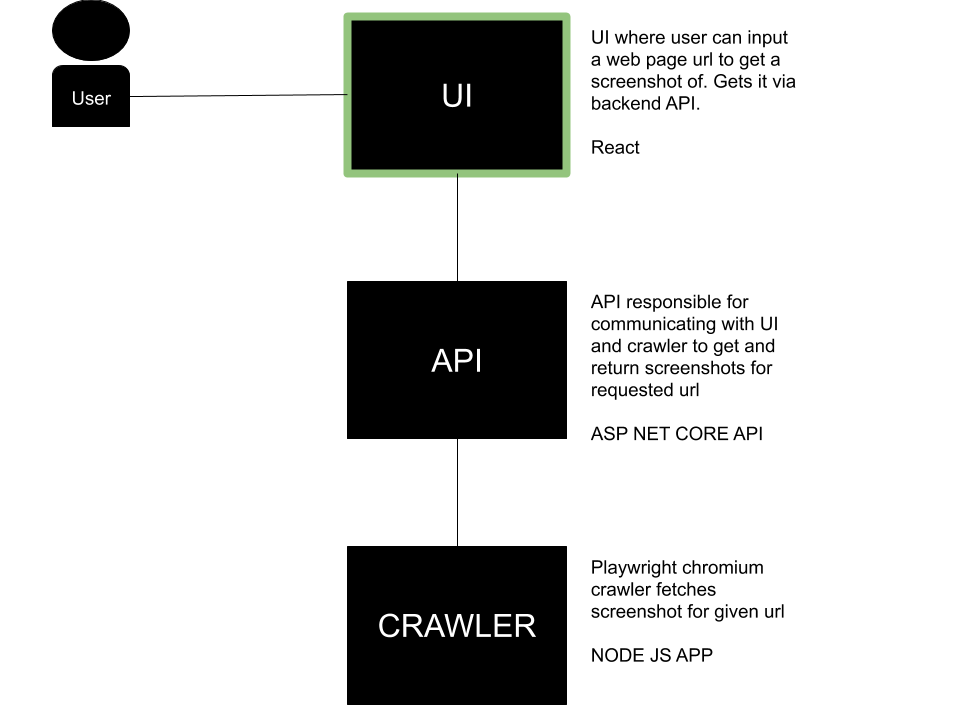 User
UI
UI where user can input
a web page url to get a
screenshot of. Gets it via
backend API.
React
API
API responsible for
communicating with UI
and crawler to get and
return screenshots for
requested url
ASP NET CORE API
CRAWLER
Playwright chromium
crawler fetches
screenshot for given url
NODE JS APP